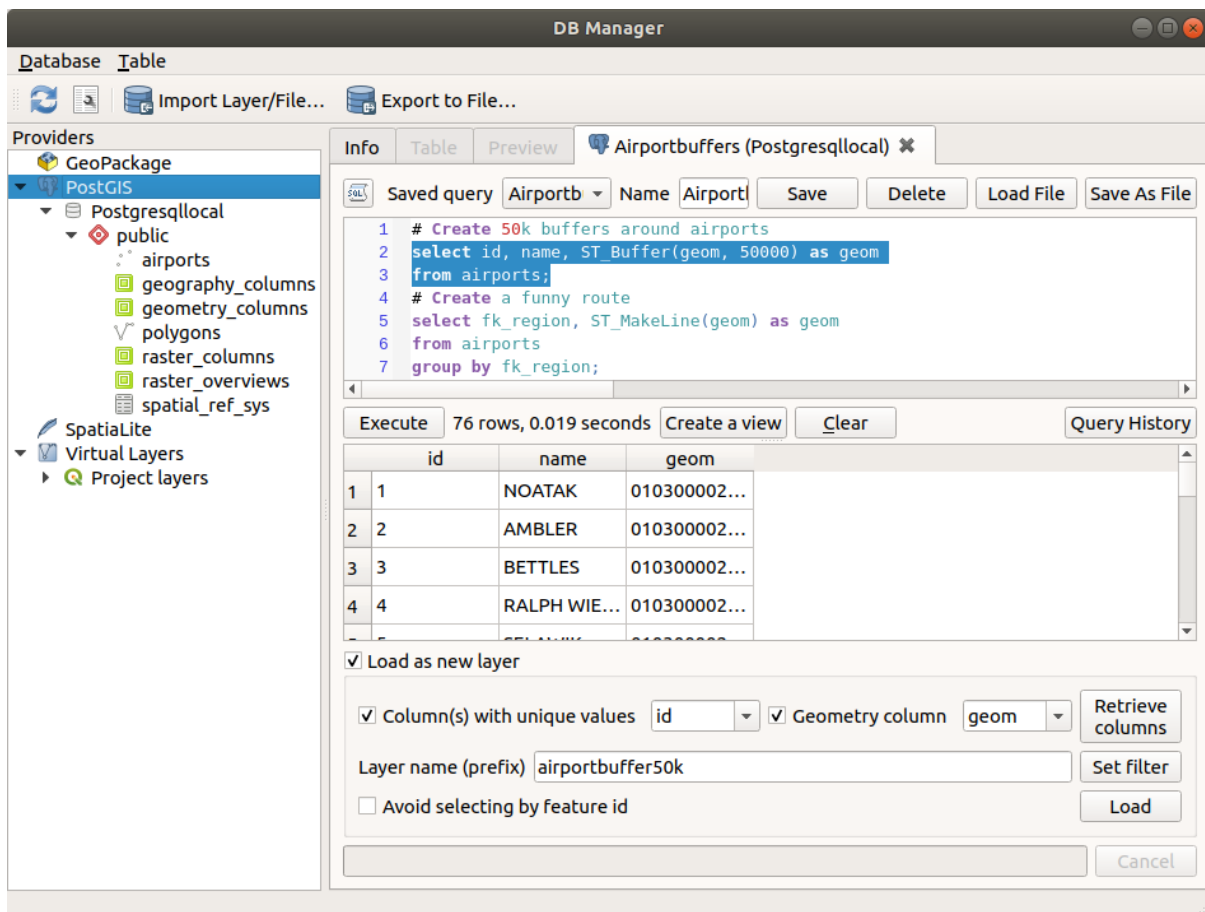 DB Manager
Database Table
Import Layer/File... Export to File...
Providers
GeoPackage
PostGIS
Postgresqllocal
public
airports
geography_columns
geometry_columns
polygons
raster_columns
raster_overviews
spatial_ref_sys
SpatiaLite
Virtual Layers
Project layers
Info Table Preview Airportbuffers (Postgresqllocal)
SQL Saved query Airportb Name Airportl Save Delete Load File Save As File
1 # Create 50k buffers around airports
2 select id, name, ST_Buffer(geom, 50000) as geom
3 from airports;
4 # Create a funny route
5 select fk_region, ST_MakeLine(geom) as geom
6 from airports
7 group by fk_region;
Execute 76 rows, 0.019 seconds Create a view Clear Query History
id name geom
1 1 NOATAK 010300002...
2 2 AMBLER 010300002...
3 3 BETTLES 010300002...
4 4 RALPH WIE... 010300002...
Load as new layer
Column(s) with unique values id Geometry column geom Retrieve columns
Layer name (prefix) airportbuffer50k Set filter
Avoid selecting by feature id Load
Cancel